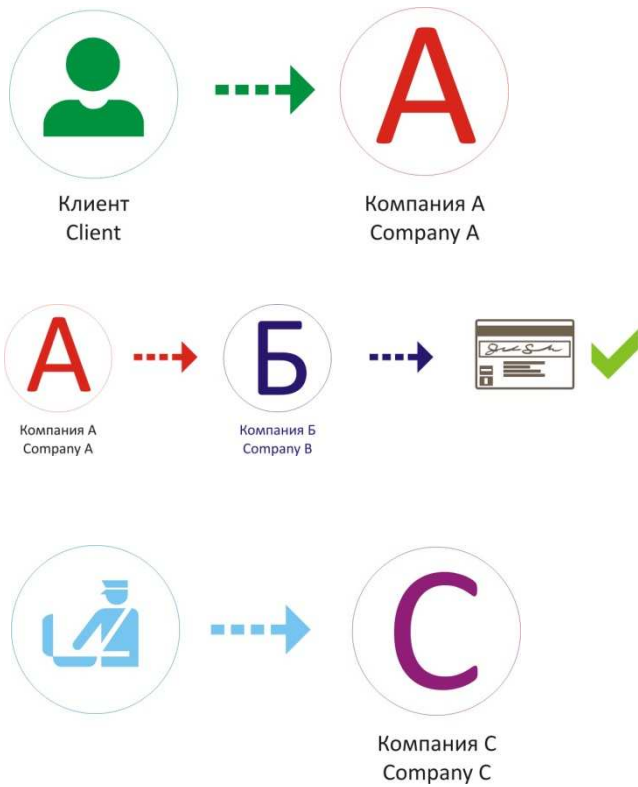 А
Клиент
Client
Компания А
Company A
А
Б
Компания А
Company A
Компания Б
Company B
С
Компания С
Company C